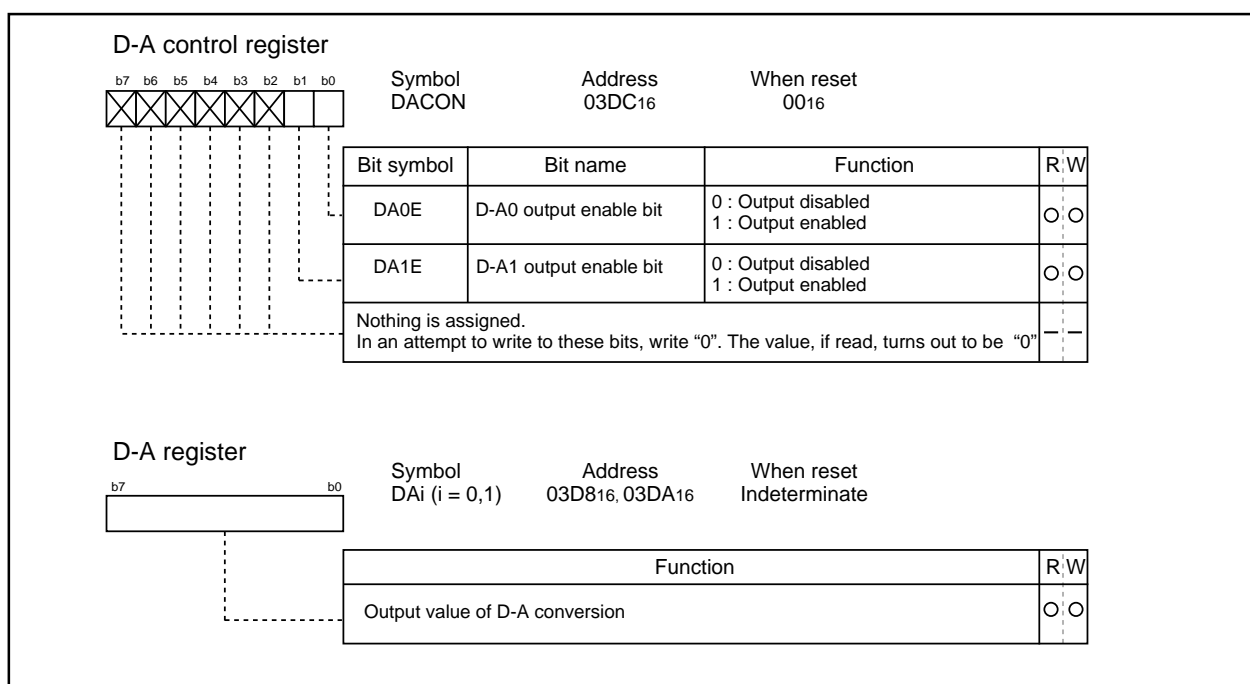 D-A control register
b7 b6 b5 b4 b3 b2 b1 b0
Symbol Address When reset
DACON 03DC16 0016
Bit symbol Bit name Function R W
DA0E D-A0 output enable bit 0 : Output disabled
1 : Output enabled
DA1E D-A1 output enable bit 0 : Output disabled
1 : Output enabled
Nothing is assigned.
In an attempt to write to these bits, write “0”. The value, if read, turns out to be “0”
D-A register
b7 b0
Symbol Address When reset
DAi (i = 0,1) 03D816, 03DA16 Indeterminate
Function R W
Output value of D-A conversion